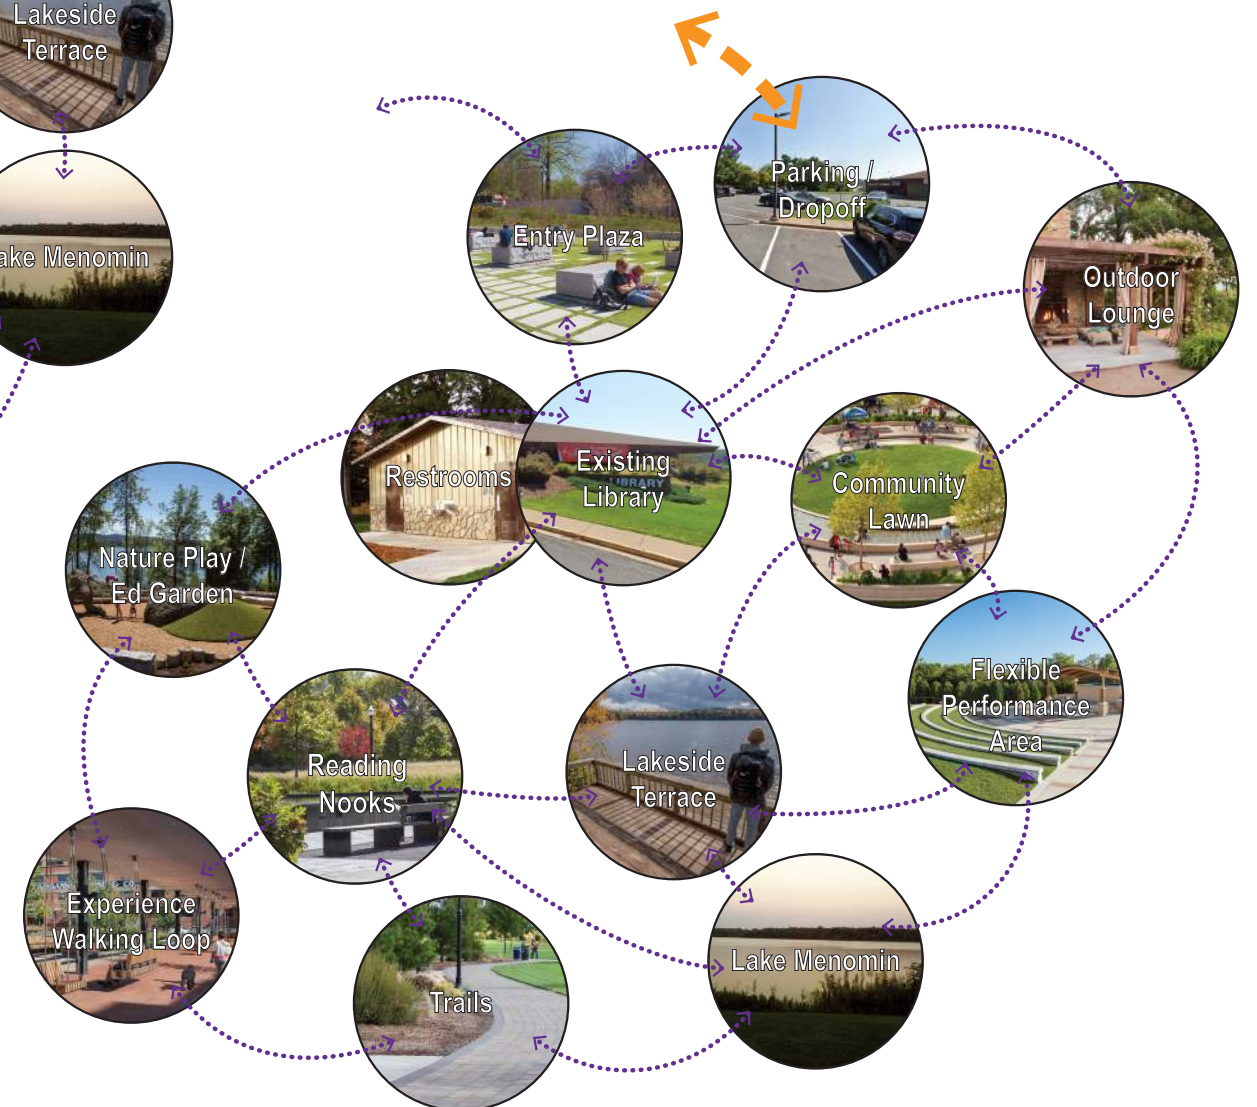 Lakeside
Terrace
ake Menomin
Entry Plaza
Parking /
Dropoff
Outdoor
Lounge
Restrooms
Existing
Library
LIBRARY
Community
Lawn
Nature Play /
Ed Garden
Flexible
Performance
Area
Reading
Nooks
Lakeside
Terrace
Experience
Walking Loop
Lake Menomin
Trails